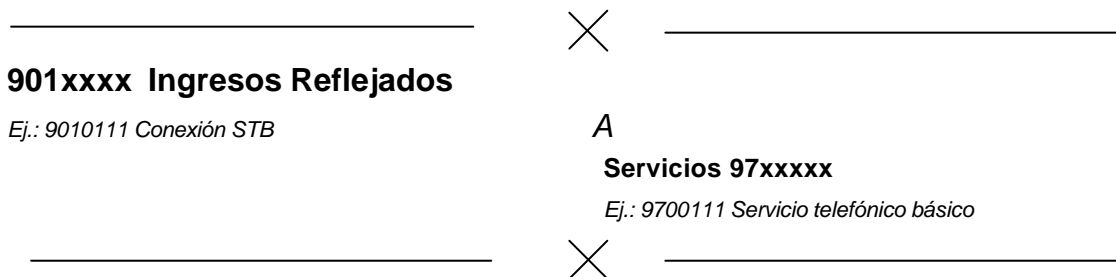 901xxxx Ingresos Reflejados
Ej.: 9010111 Conexión STB
A
Servicios 97xxxxx
Ej.: 9700111 Servicio telefónico básico